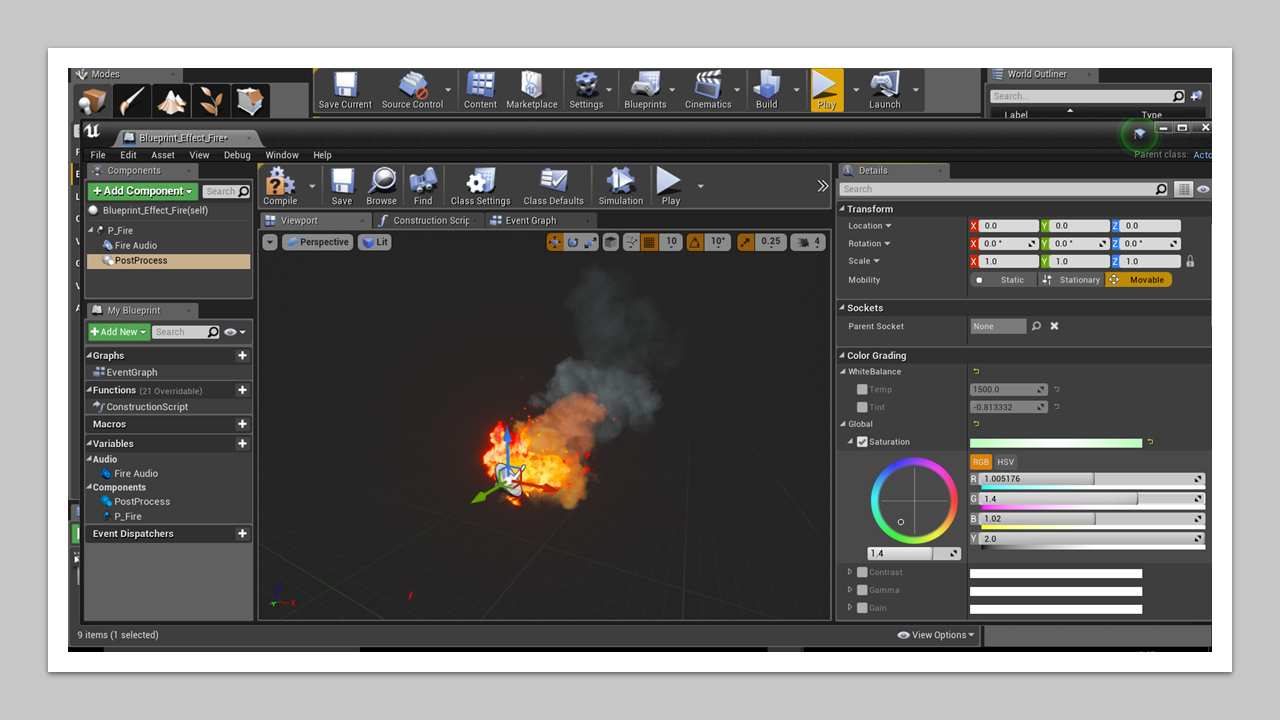 Modes
World Outliner
Save Current
Source Control
Content
Marketplace
Settings
Blueprints
Cinematics
Build
Play
Launch
Search...
Label
Type
Blueprint_Effect_Fire*
Parent class: Acto
File Edit Asset View Debug Window Help
Components
+Add Component
Search
Blueprint_Effect_Fire(self)
P_Fire
Fire Audio
PostProcess
My Blueprint
+Add New
Search
Graphs
EventGraph
Functions (21 Overridable)
ConstructionScript
Macros
Variables
Audio
Fire Audio
Components
PostProcess
P_Fire
Event Dispatchers
Compile
Save
Browse
Find
Class Settings
Class Defaults
Simulation
Play
Viewport
Construction Scrip
Event Graph
Perspective
Lit
10
10°
0.25
4
Details
Search
Transform
Location X 0.0 Y 0.0 Z 0.0
Rotation X 0.0 ° Y 0.0 ° Z 0.0 °
Scale X 1.0 Y 1.0 Z 1.0
Mobility Static Stationary Movable
Sockets
Parent Socket None
Color Grading
WhiteBalance
Temp 1500.0
Tint -0.813332
Global
Saturation
RGB HSV
R 1.005176
G 1.4
B 1.02
Y 2.0
1.4
Contrast
Gamma
Gain
9 items (1 selected)
View Options